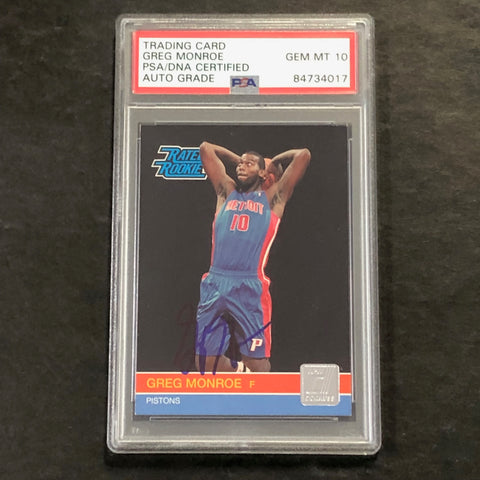 TRADING CARD
GREG MONROE
PSA/DNA CERTIFIED
AUTO GRADE
GEM MT 10
PSA
84734017
RATED
ROOKIE
DETROIT
10
P
GREG MONROE F
PISTONS